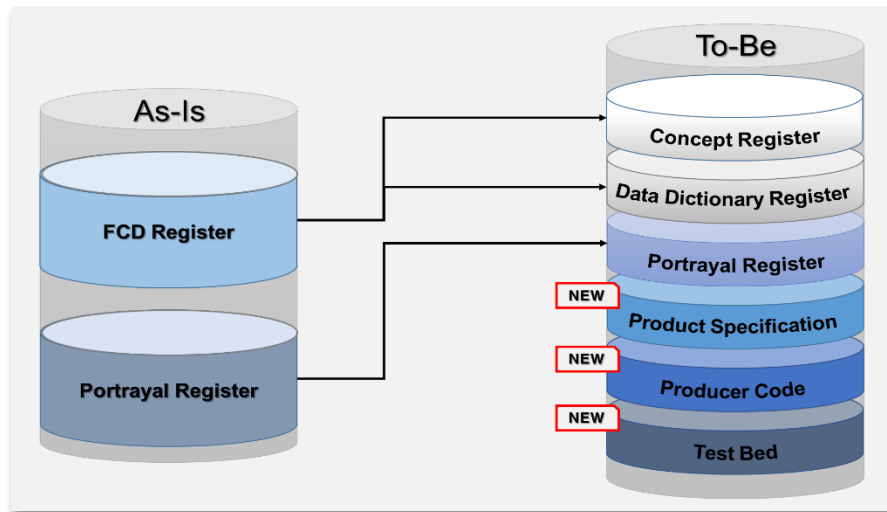 As-Is
FCD Register
Portrayal Register
To-Be
Concept Register
Data Dictionary Register
Portrayal Register
NEW
Product Specification
NEW
Producer Code
NEW
Test Bed